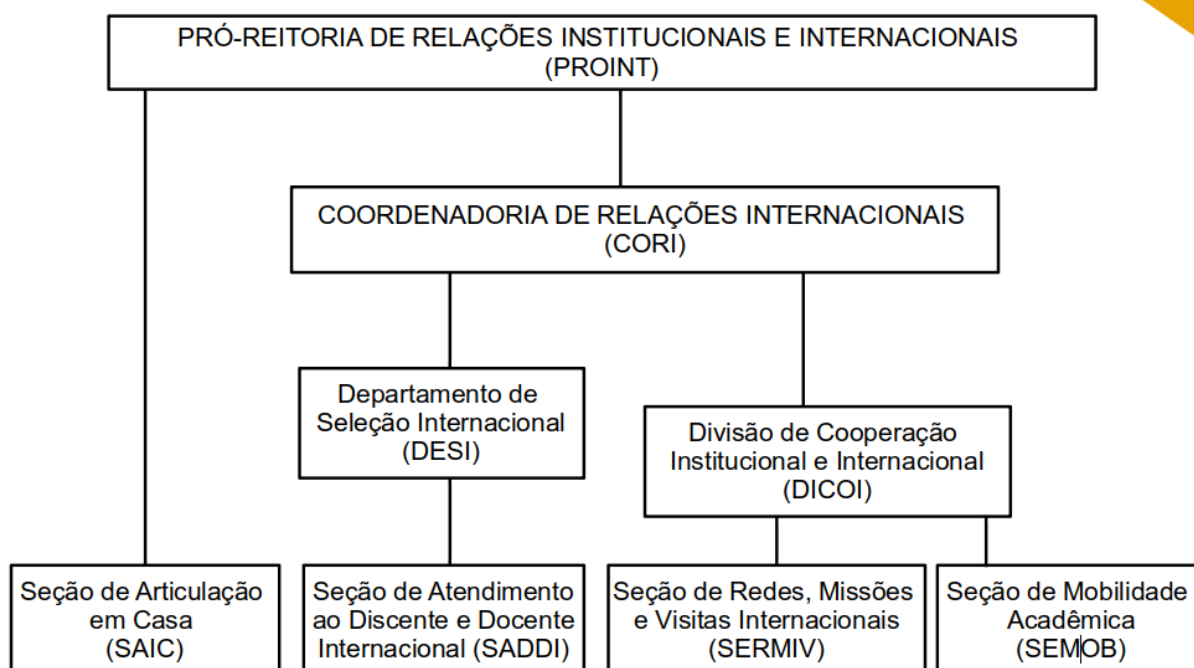 PRÓ-REITORIA DE RELAÇÕES INSTITUCIONAIS E INTERNACIONAIS
(PROINT)
COORDENADORIA DE RELAÇÕES INTERNACIONAIS
(CORI)
Departamento de
Seleção Internacional
(DESI)
Divisão de Cooperação
Institucional e Internacional
(DICOI)
Seção de Articulação
em Casa
(SAIC)
Seção de Atendimento
ao Discente e Docente
Internacional (SADDI)
Seção de Redes, Missões
e Visitas Internacionais
(SERMIV)
Seção de Mobilidade
Acadêmica
(SEMOB)